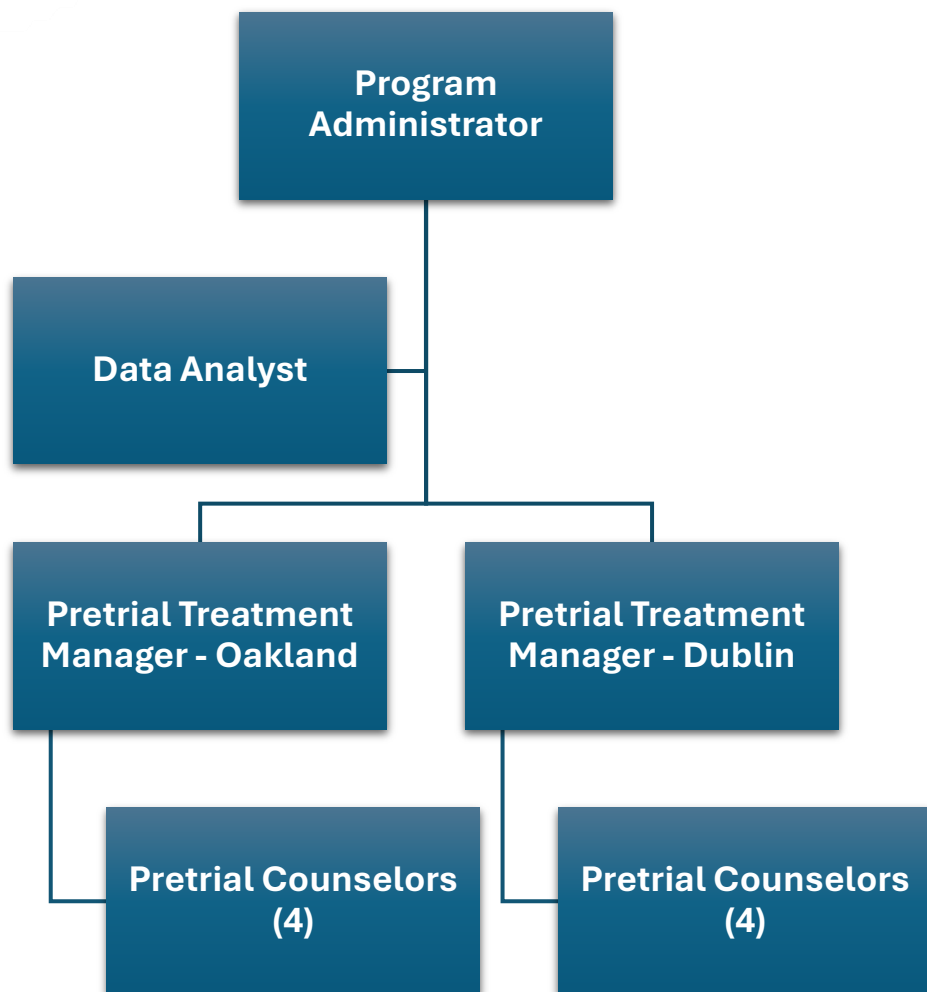 Program
Administrator
Data Analyst
Pretrial Treatment
Manager - Oakland
Pretrial Treatment
Manager - Dublin
Pretrial Counselors
(4)
Pretrial Counselors
(4)